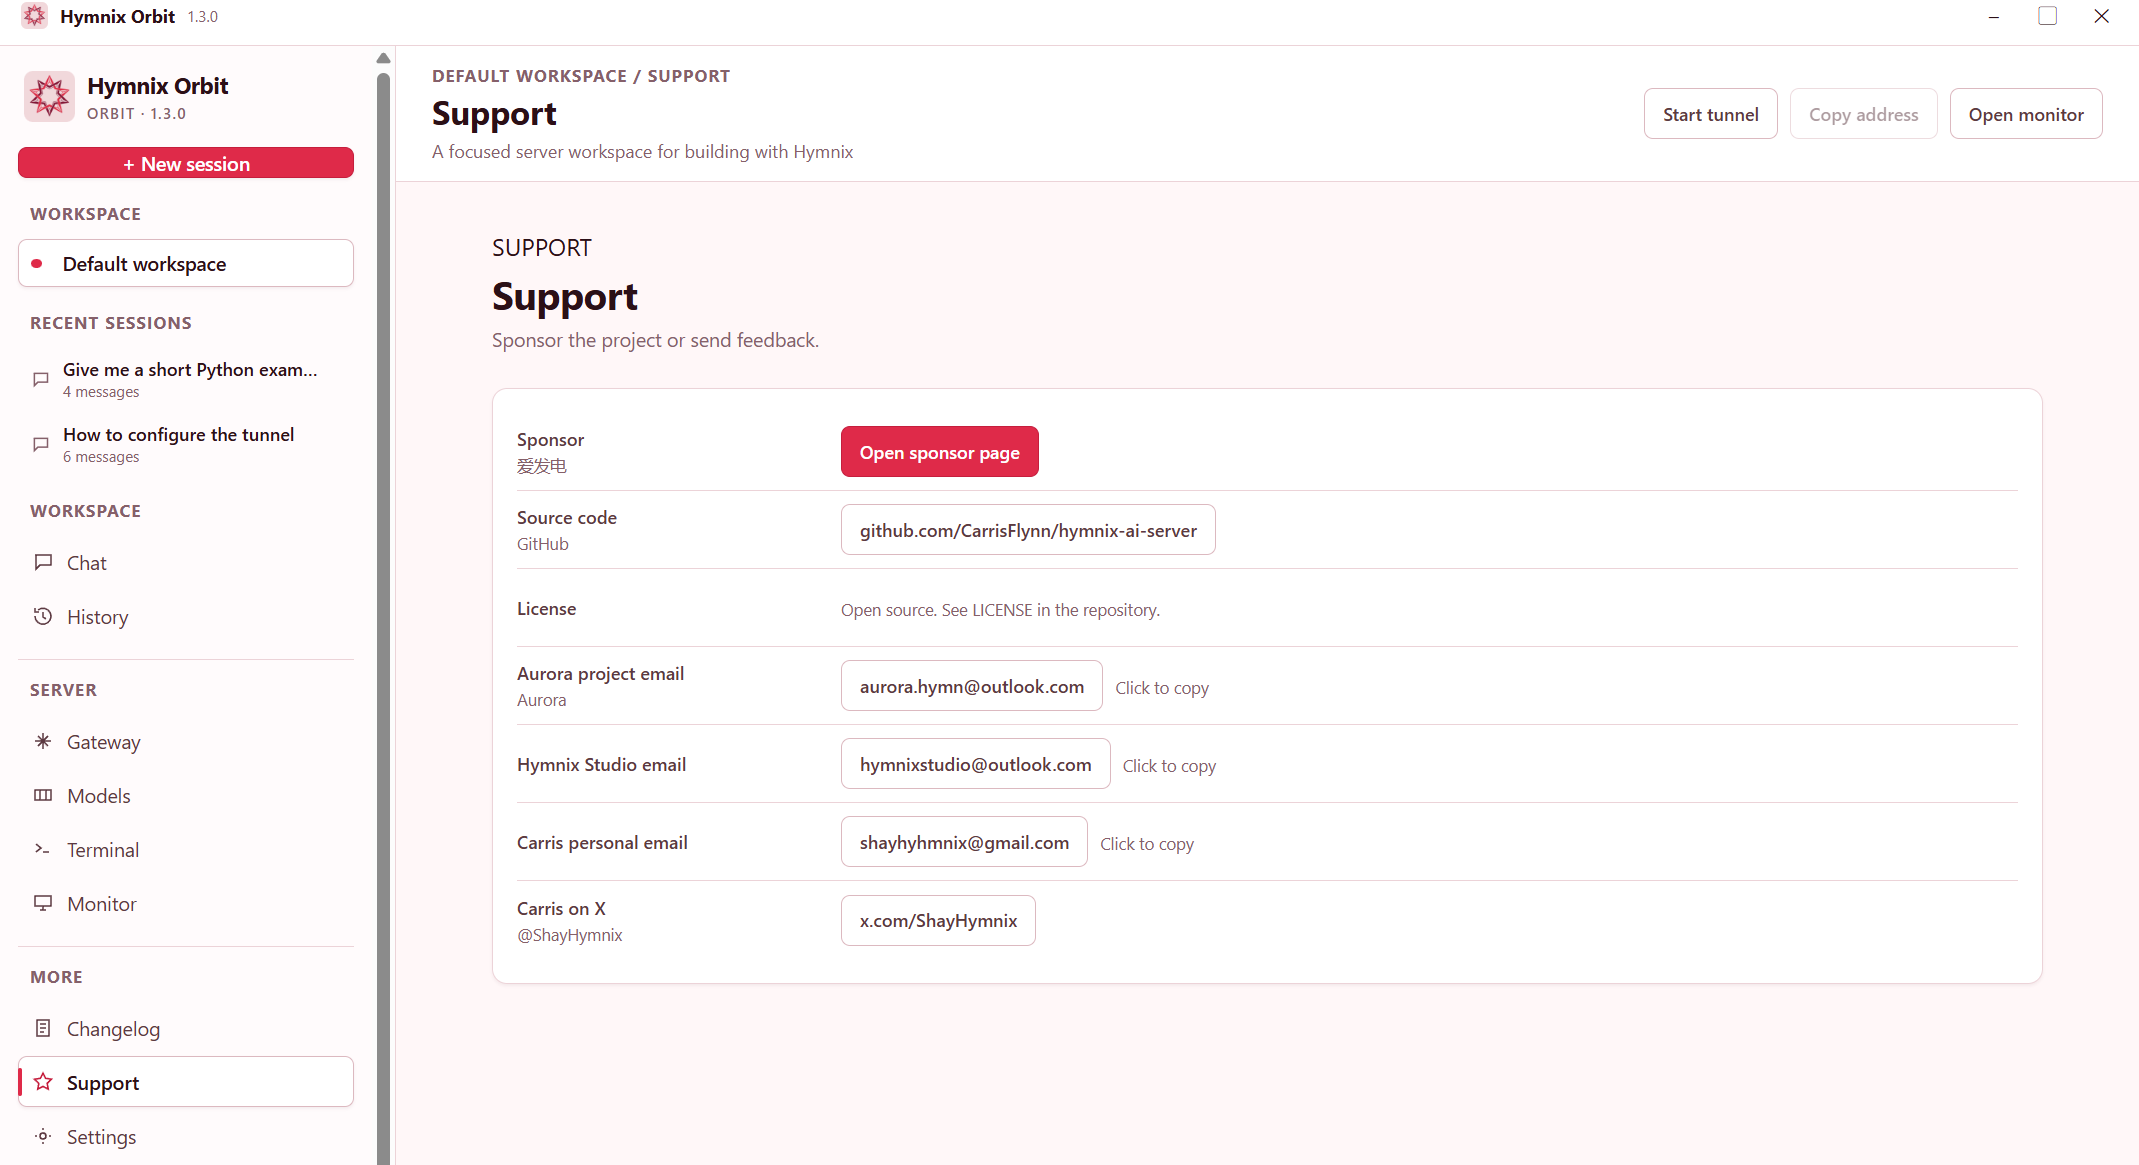 Hymnix Orbit 1.3.0
Hymnix Orbit
ORBIT · 1.3.0
+ New session
WORKSPACE
Default workspace
RECENT SESSIONS
Give me a short Python exam...
4 messages
How to configure the tunnel
6 messages
WORKSPACE
Chat
History
SERVER
Gateway
Models
Terminal
Monitor
MORE
Changelog
Support
Settings
DEFAULT WORKSPACE / SUPPORT
Support
A focused server workspace for building with Hymnix
Start tunnel
Copy address
Open monitor
SUPPORT
Support
Sponsor the project or send feedback.
Sponsor
爱发电
Open sponsor page
Source code
GitHub
github.com/CarrisFlynn/hymnix-ai-server
License
Open source. See LICENSE in the repository.
Aurora project email
Aurora
aurora.hymn@outlook.com
Click to copy
Hymnix Studio email
hymnixstudio@outlook.com
Click to copy
Carris personal email
shayhyhmnix@gmail.com
Click to copy
Carris on X
@ShayHymnix
x.com/ShayHymnix